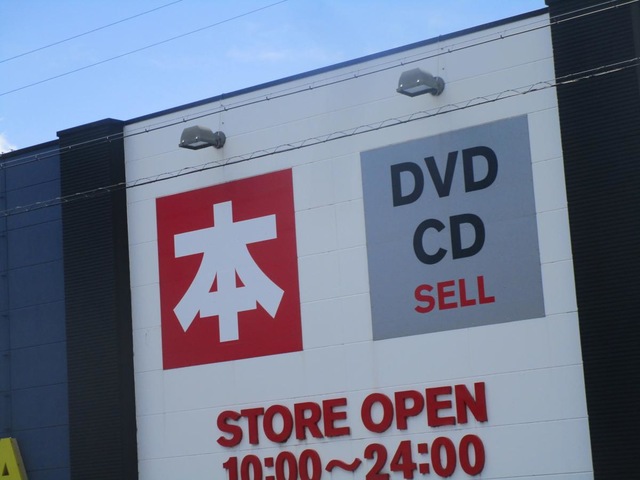 本
DVD
CD
SELL
STORE OPEN
10:00～24:00
A